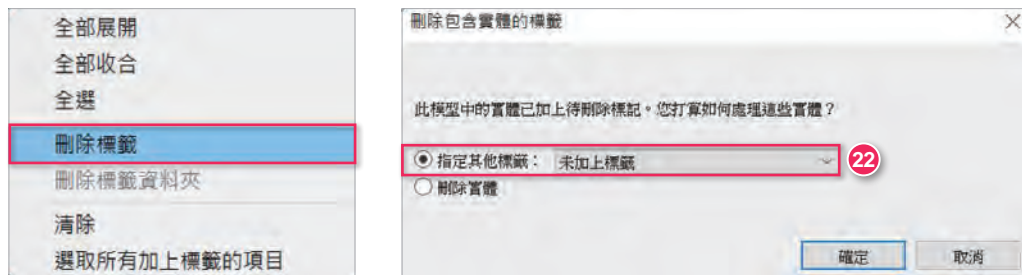 全部展開
全部收合
全選
刪除標籤
刪除標籤資料夾
清除
選取所有加上標籤的項目
刪除包含實體的標籤
此模型中的實體已加上待刪除標記。您打算如何處理這些實體？
指定其他標籤： 未加上標籤
22
刪除實體
確定 取消